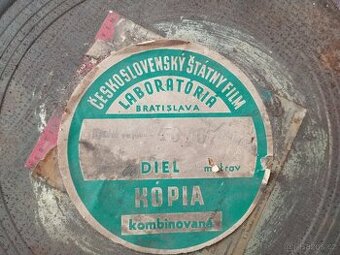 ČESKOSLOVENSKÝ ŠTÁTNY FILM
LABORATÓRIA
BRATISLAVA
DIEL metrov
KÓPIA
kombinovaná